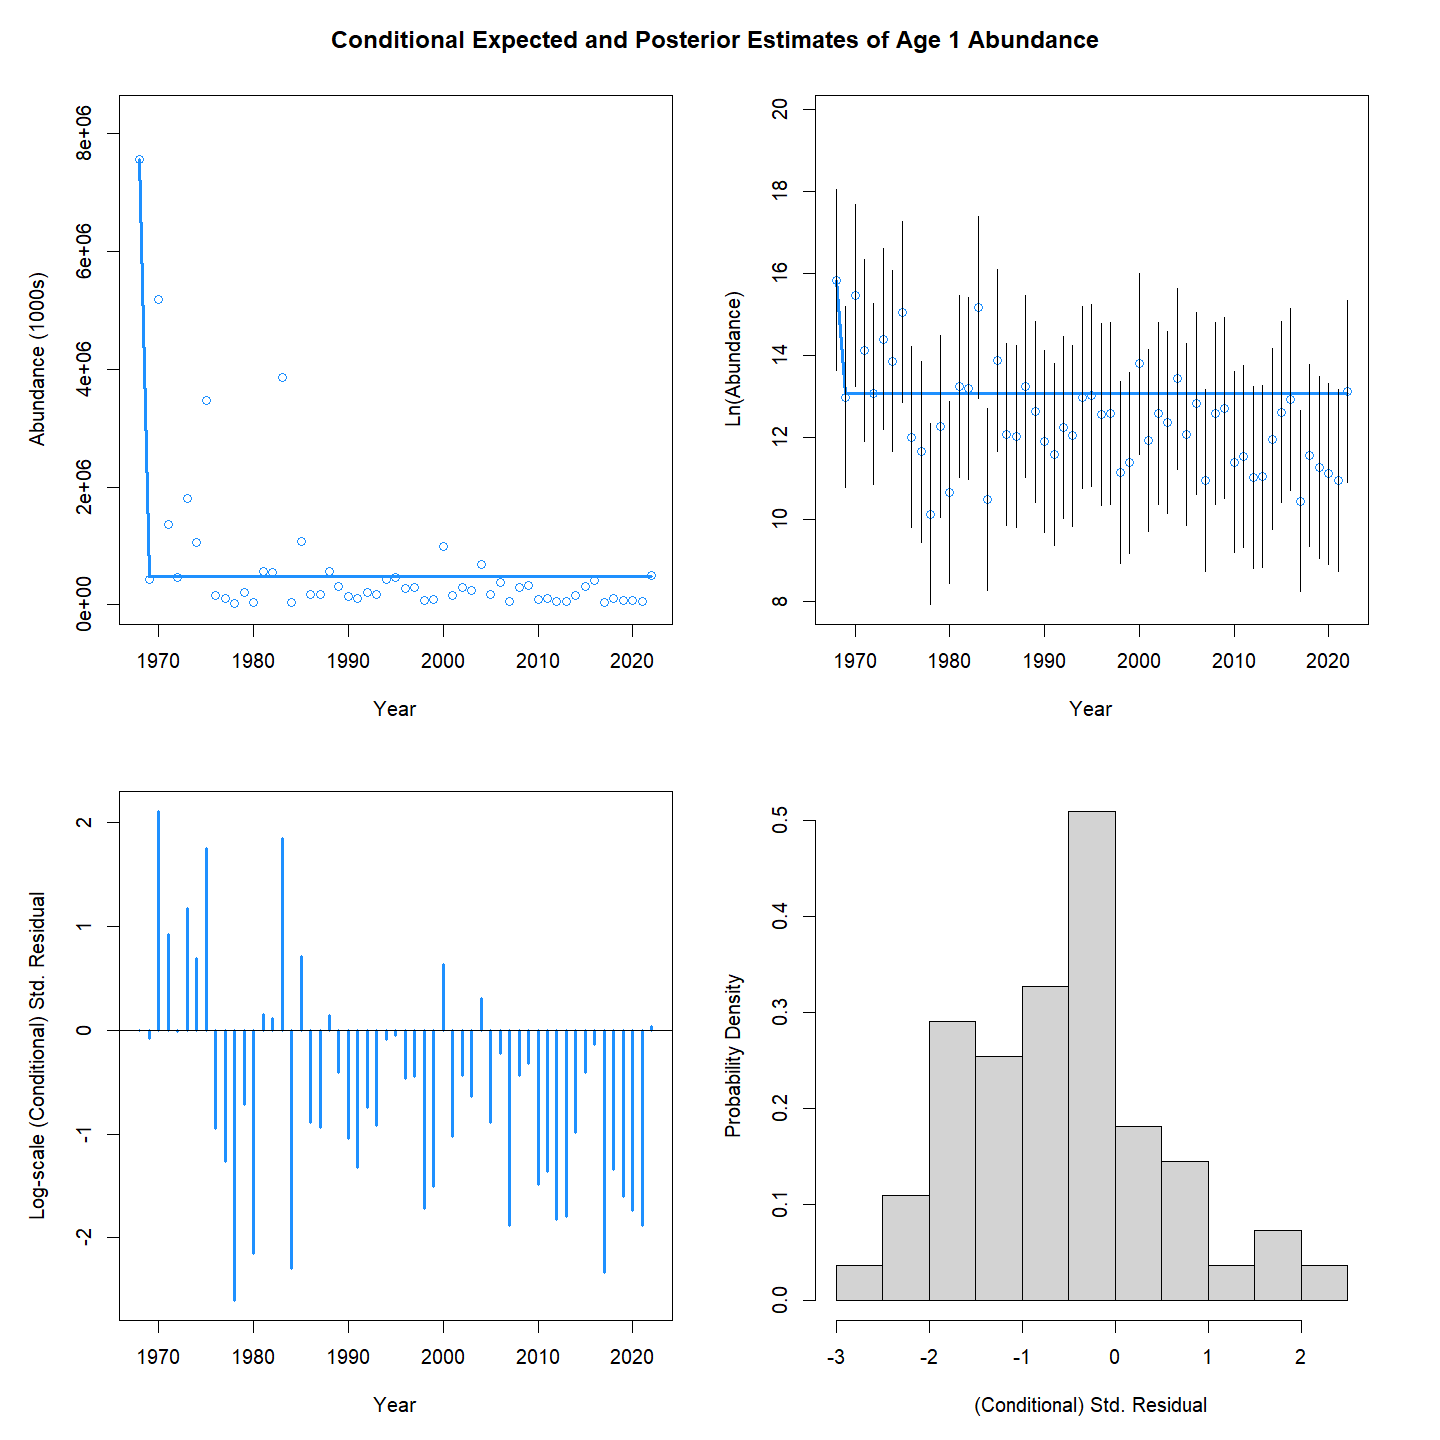 Conditional Expected and Posterior Estimates of Age 1 Abundance
Abundance (1000s)
8e+06
6e+06
4e+06
2e+06
0e+00
1970 1980 1990 2000 2010 2020
Year
Ln(Abundance)
20
18
16
14
12
10
8
1970 1980 1990 2000 2010 2020
Year
Log-scale (Conditional) Std. Residual
2
1
0
-1
-2
1970 1980 1990 2000 2010 2020
Year
Probability Density
0.5
0.4
0.3
0.2
0.1
0.0
-3 -2 -1 0 1 2
(Conditional) Std. Residual